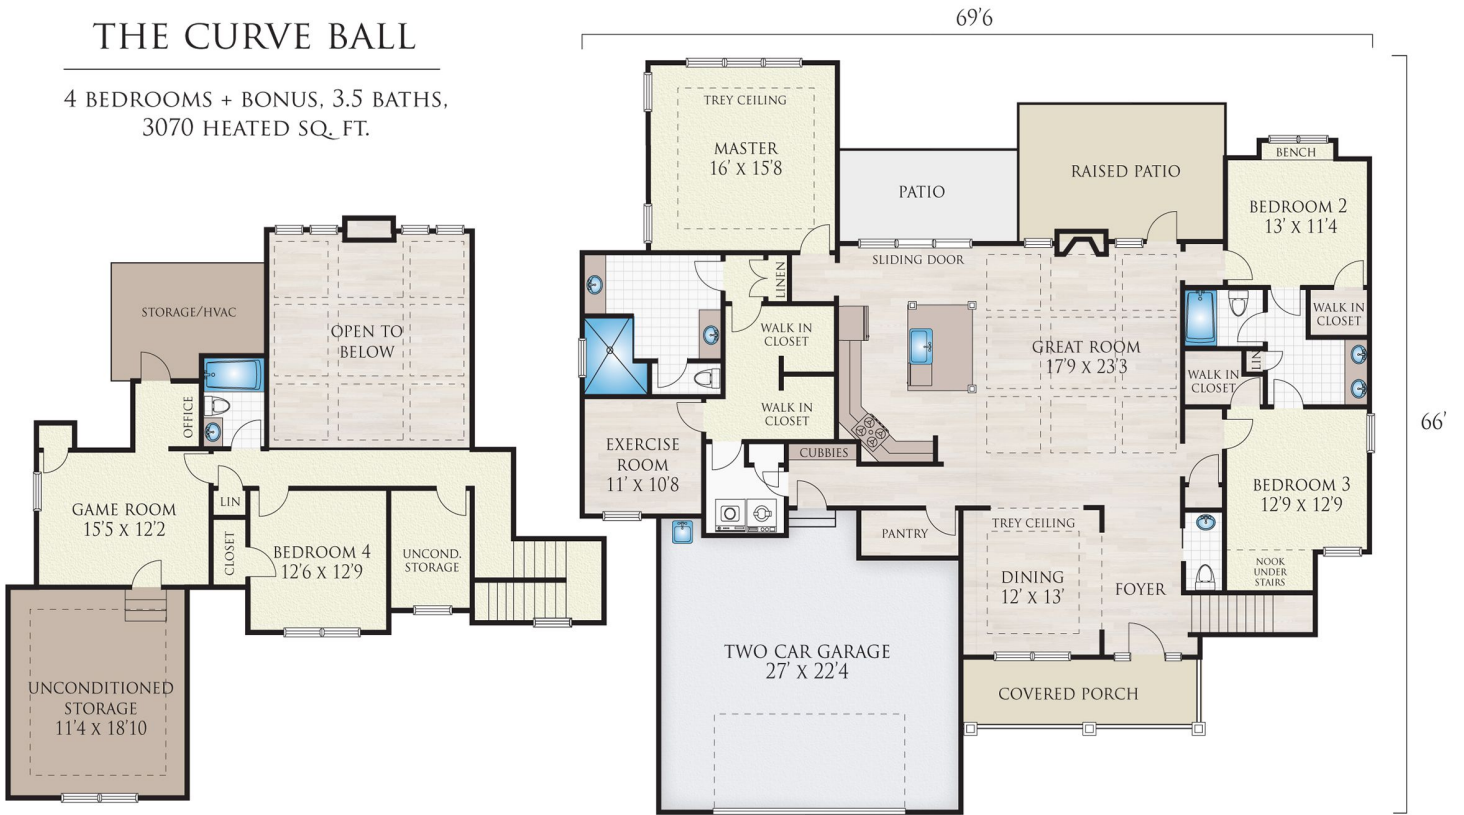 THE CURVE BALL
4 BEDROOMS + BONUS, 3.5 BATHS,
3070 HEATED SQ. FT.
STORAGE/HVAC
OPEN TO
BELOW
OFFICE
GAME ROOM
15'5 X 12'2
LIN
CLOSET
BEDROOM 4
12'6 X 12'9
UNCOND.
STORAGE
UNCONDITIONED
STORAGE
11'4 X 18'10
69'6
66'
TREY CEILING
MASTER
16' X 15'8
PATIO
RAISED PATIO
BENCH
BEDROOM 2
13' X 11'4
SLIDING DOOR
LINEN
WALK IN
CLOSET
WALK IN
CLOSET
GREAT ROOM
17'9 X 23'3
WALK IN
CLOSET
LIN
WALK IN
CLOSET
EXERCISE
ROOM
11' X 10'8
CUBBIES
BEDROOM 3
12'9 X 12'9
PANTRY
TREY CEILING
DINING
12' X 13'
FOYER
NOOK
UNDER
STAIRS
TWO CAR GARAGE
27' X 22'4
COVERED PORCH